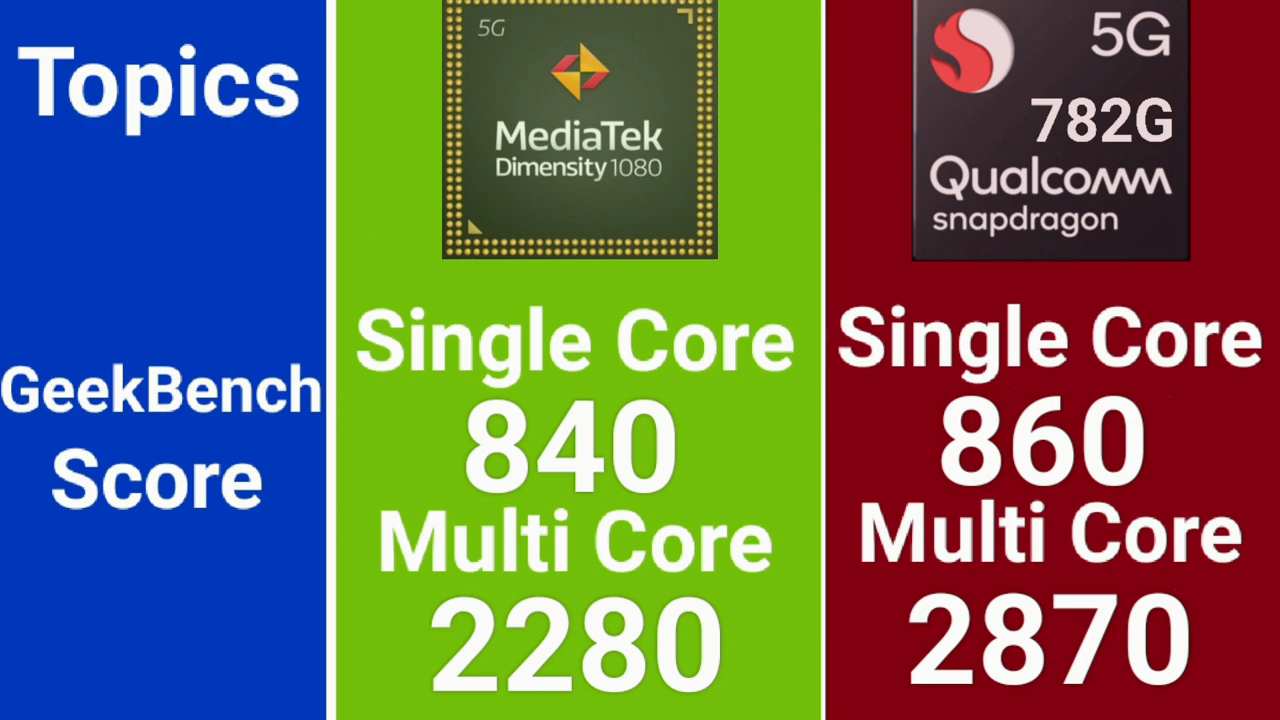 Topics
GeekBench
Score
5G
MediaTek
Dimensity 1080
Single Core
840
Multi Core
2280
5G
782G
Qualcomm
snapdragon
Single Core
860
Multi Core
2870